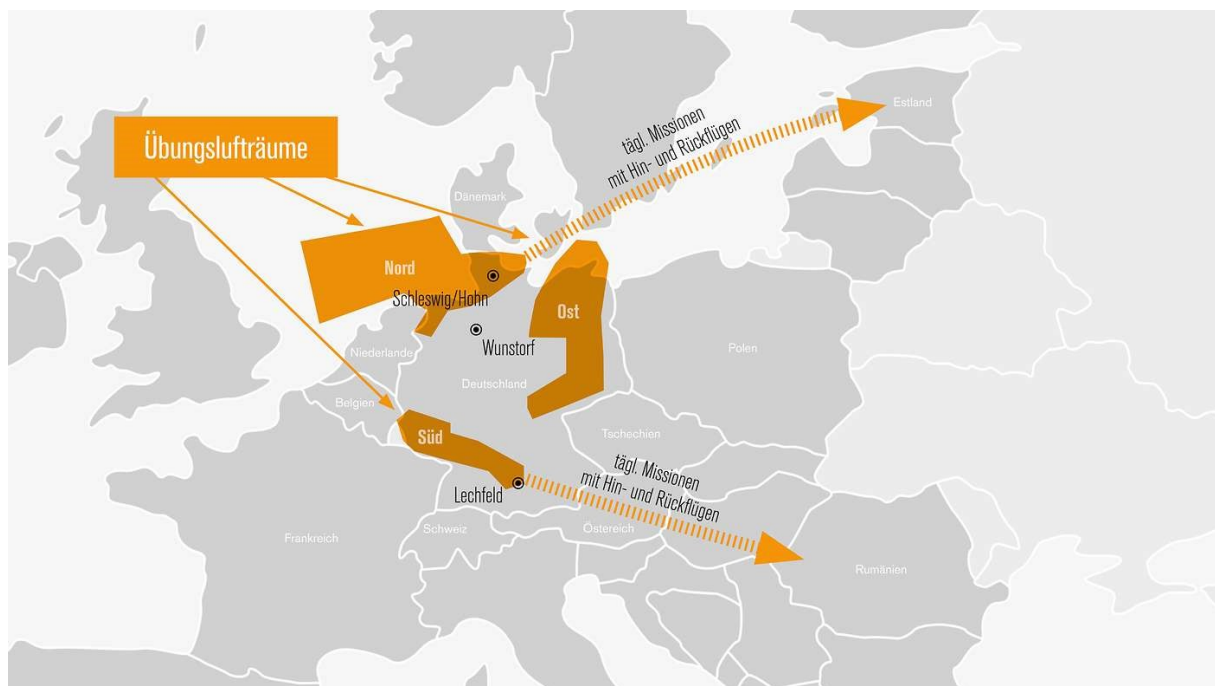 Übungslufträume
Estland
tägl. Missionen
mit Hin- und Rückflügen
Dänemark
Nord
Schleswig/Hohn
Ost
Wunstorf
Niederlande
Polen
Deutschland
Belgien
Süd
Tschechien
tägl. Missionen
mit Hin- und Rückflügen
Lechfeld
Schweiz
Österreich
Frankreich
Rumänien